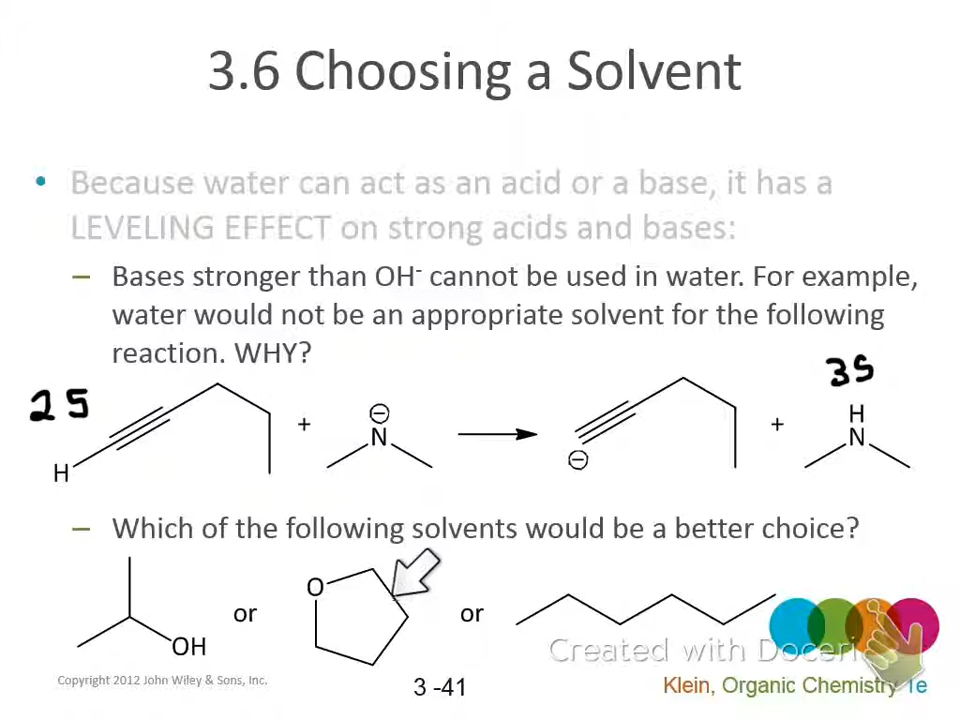 3.6 Choosing a Solvent
• Because water can act as an acid or a base, it has a
LEVELING EFFECT on strong acids and bases:
– Bases stronger than OH⁻ cannot be used in water. For example,
water would not be an appropriate solvent for the following
reaction. WHY?
25
35
H + ⊖ N ⊖ + H N
– Which of the following solvents would be a better choice?
OH or O or
Created with Doceri
Copyright 2012 John Wiley & Sons, Inc.
3 -41
Klein, Organic Chemistry 1e